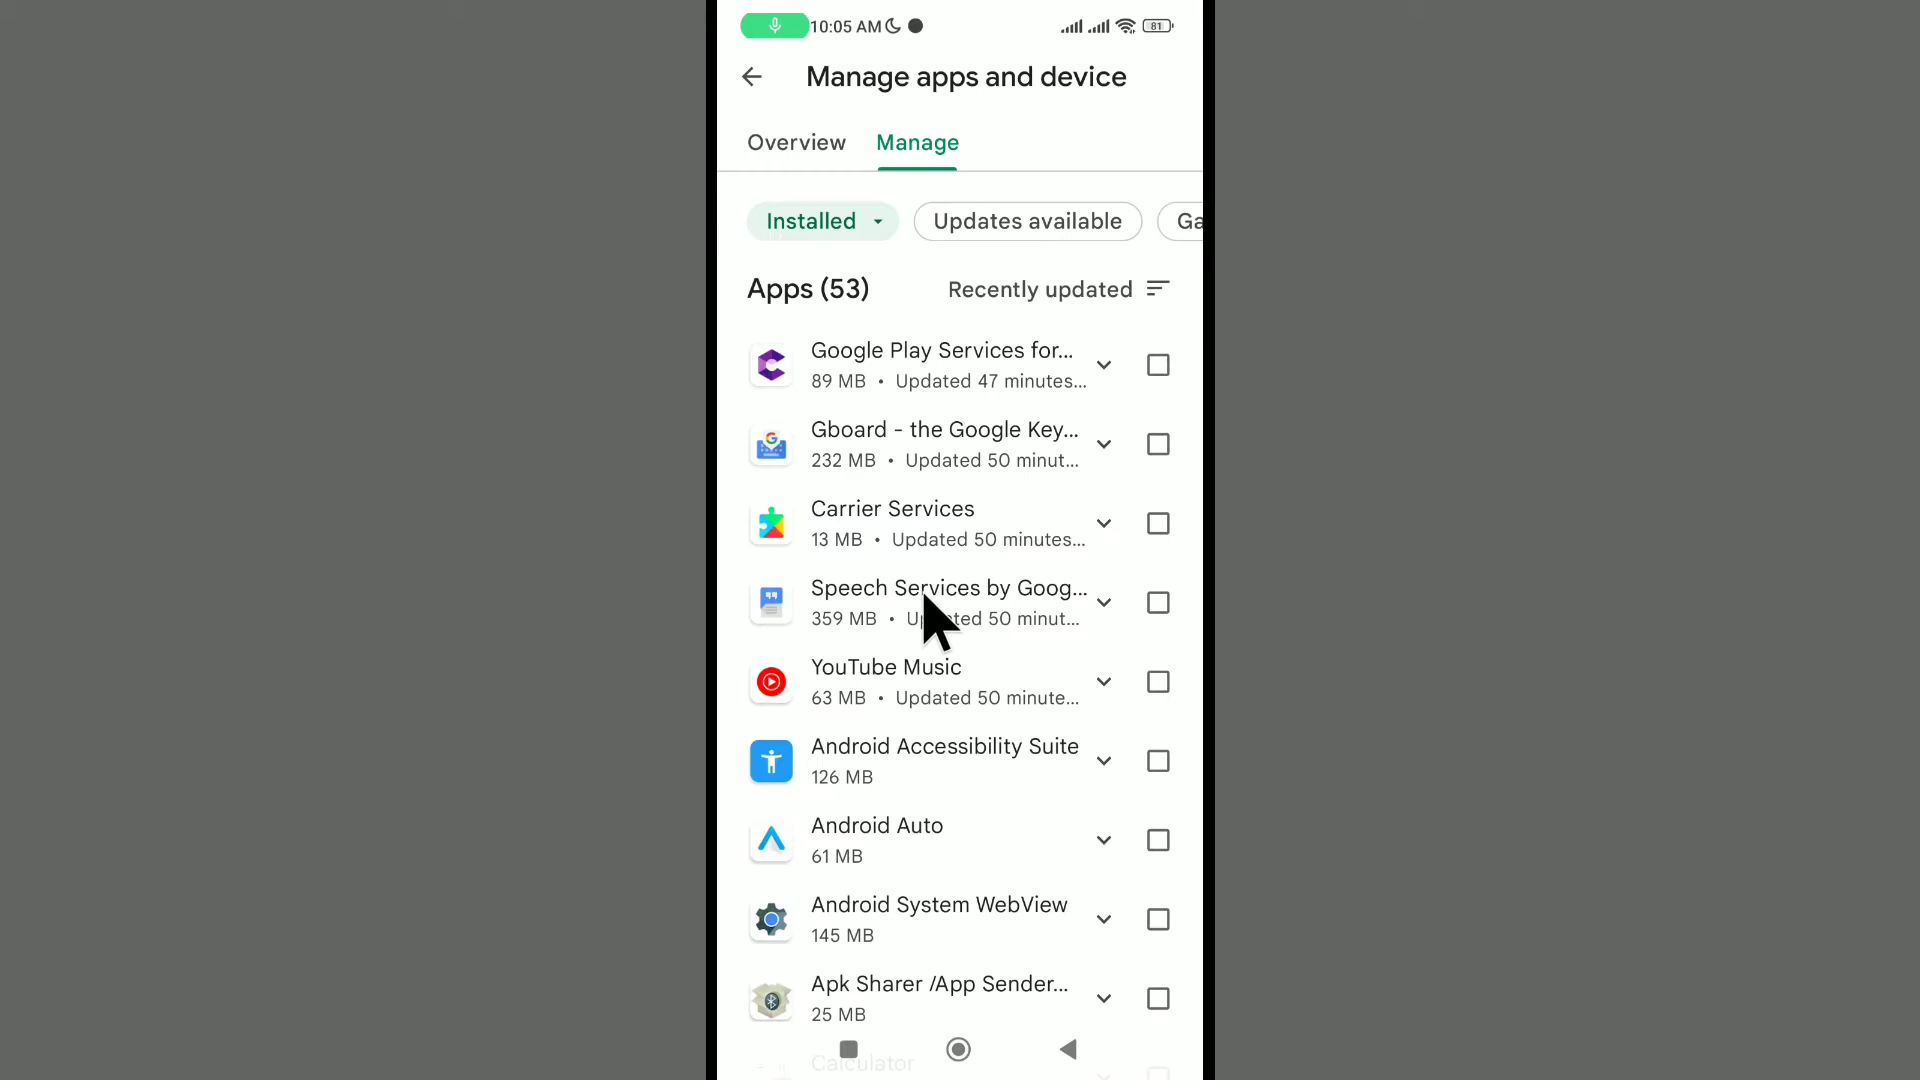 10:05 AM
81
Manage apps and device
Overview
Manage
Installed
Updates available
Ga
Apps (53)
Recently updated
Google Play Services for...
89 MB • Updated 47 minutes...
Gboard - the Google Key...
232 MB • Updated 50 minut...
Carrier Services
13 MB • Updated 50 minutes...
Speech Services by Goog...
359 MB • Updated 50 minut...
YouTube Music
63 MB • Updated 50 minute...
Android Accessibility Suite
126 MB
Android Auto
61 MB
Android System WebView
145 MB
Apk Sharer /App Sender...
25 MB
Calculator